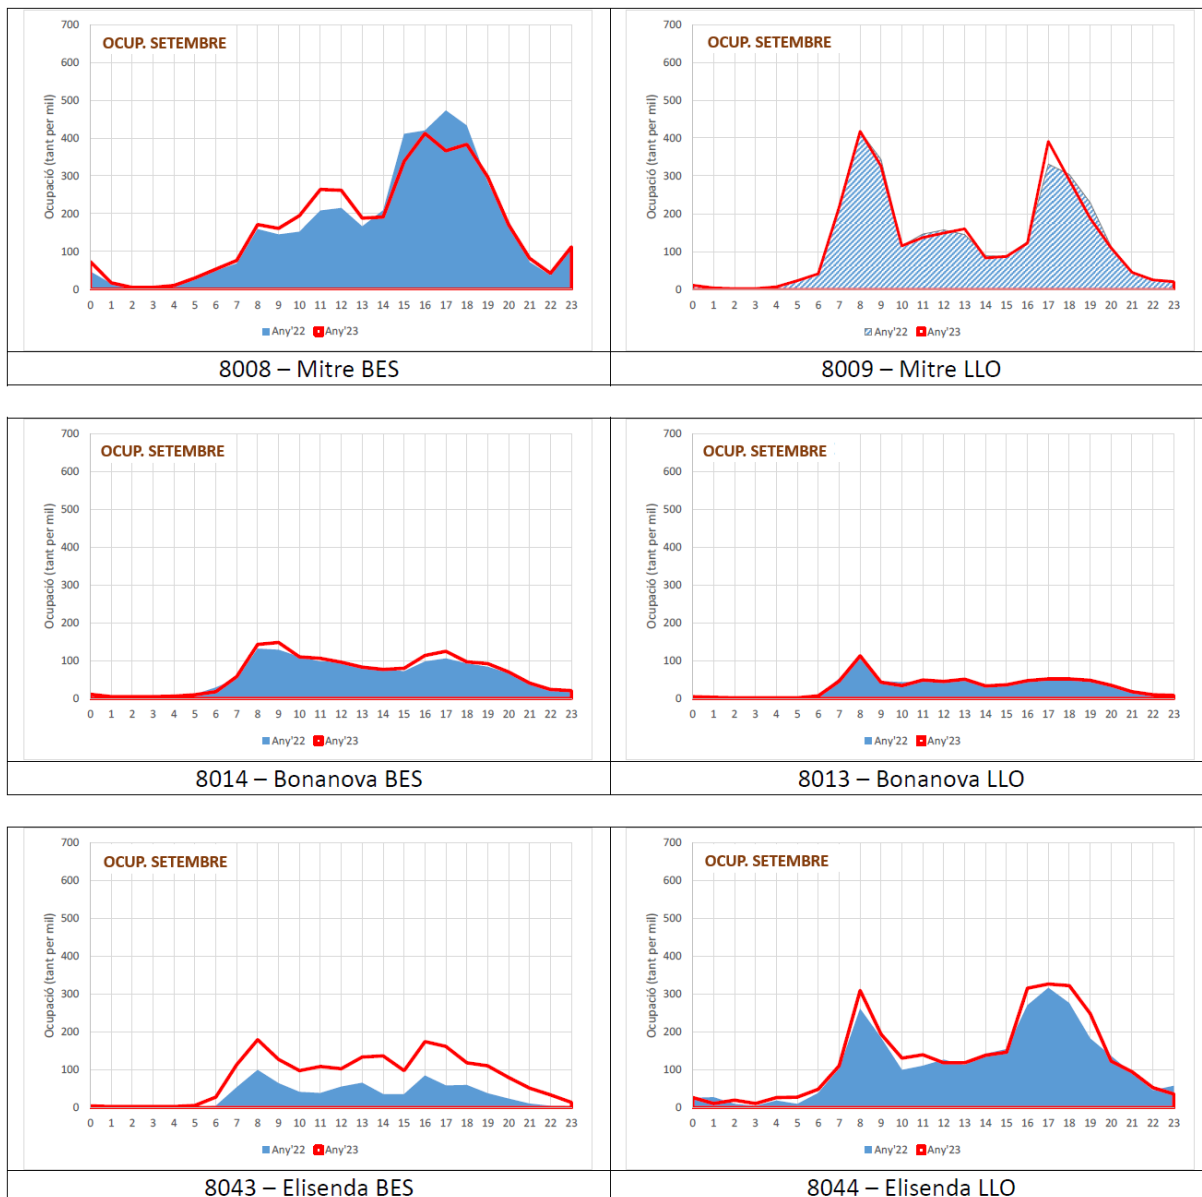 OCUP. SETEMBRE
Ocupació (tant per mil)
700
600
500
400
300
200
100
0
0 1 2 3 4 5 6 7 8 9 10 11 12 13 14 15 16 17 18 19 20 21 22 23
Any'22 Any'23
8008 – Mitre BES
OCUP. SETEMBRE
Ocupació (tant per mil)
700
600
500
400
300
200
100
0
0 1 2 3 4 5 6 7 8 9 10 11 12 13 14 15 16 17 18 19 20 21 22 23
Any'22 Any'23
8009 – Mitre LLO
OCUP. SETEMBRE
Ocupació (tant per mil)
700
600
500
400
300
200
100
0
0 1 2 3 4 5 6 7 8 9 10 11 12 13 14 15 16 17 18 19 20 21 22 23
Any'22 Any'23
8014 – Bonanova BES
OCUP. SETEMBRE
Ocupació (tant per mil)
700
600
500
400
300
200
100
0
0 1 2 3 4 5 6 7 8 9 10 11 12 13 14 15 16 17 18 19 20 21 22 23
Any'22 Any'23
8013 – Bonanova LLO
OCUP. SETEMBRE
Ocupació (tant per mil)
700
600
500
400
300
200
100
0
0 1 2 3 4 5 6 7 8 9 10 11 12 13 14 15 16 17 18 19 20 21 22 23
Any'22 Any'23
8043 – Elisenda BES
OCUP. SETEMBRE
Ocupació (tant per mil)
700
600
500
400
300
200
100
0
0 1 2 3 4 5 6 7 8 9 10 11 12 13 14 15 16 17 18 19 20 21 22 23
Any'22 Any'23
8044 – Elisenda LLO